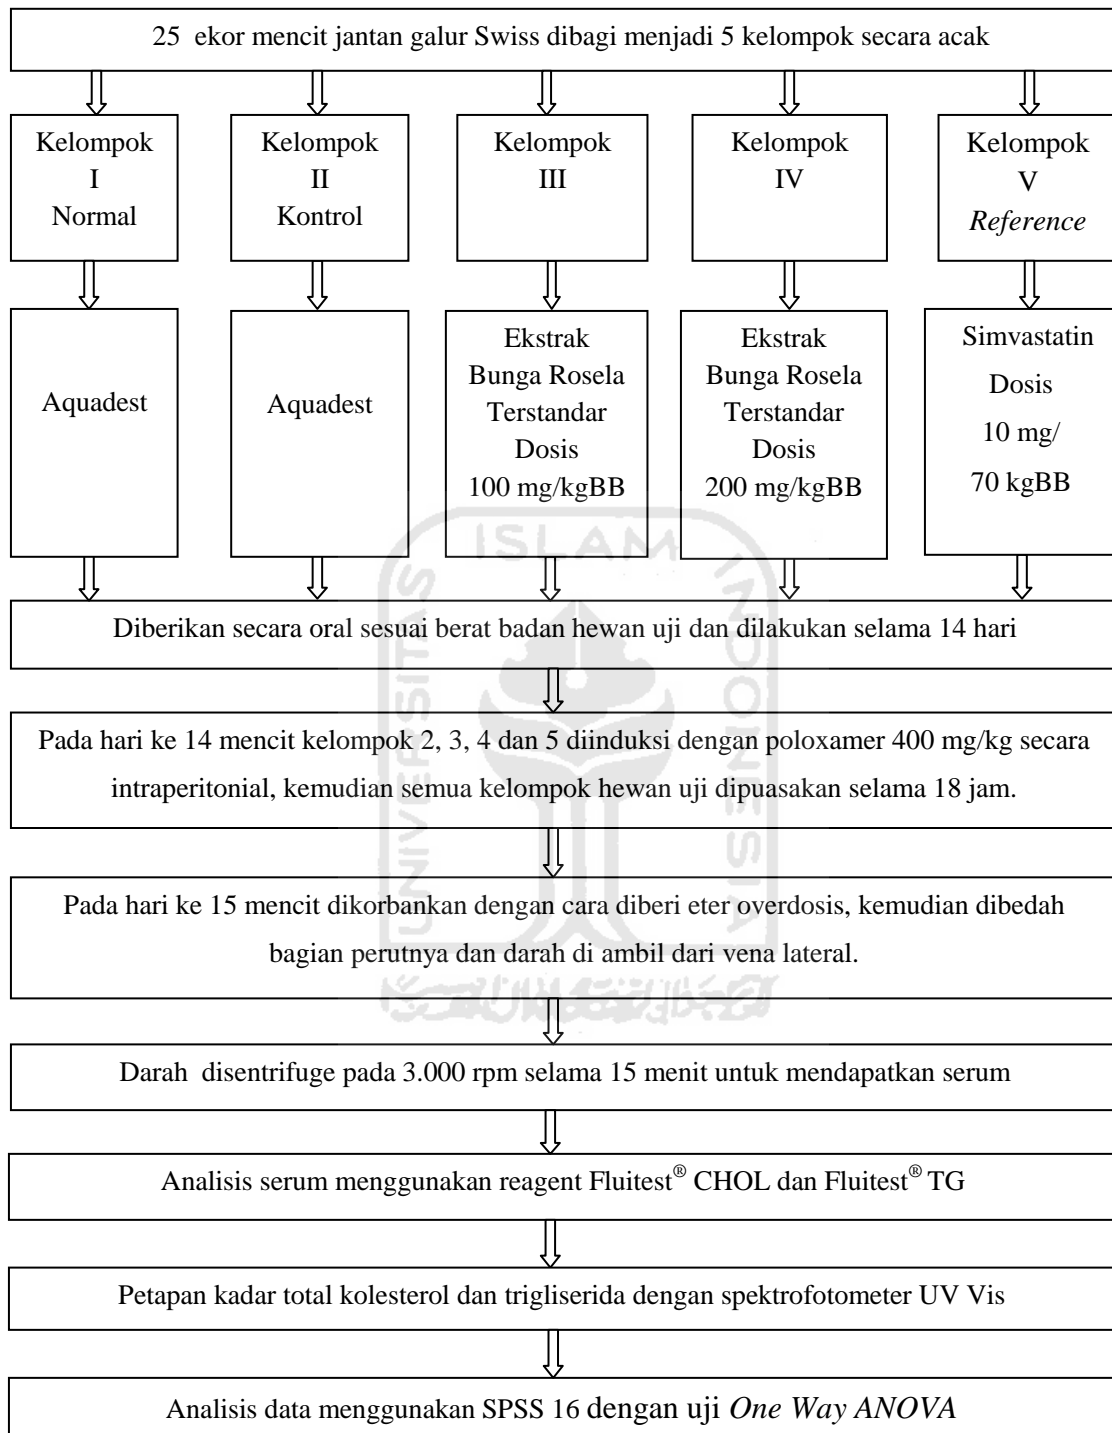 25 ekor mencit jantan galur Swiss dibagi menjadi 5 kelompok secara acak
Kelompok
I
Normal
Kelompok
II
Kontrol
Kelompok
III
Kelompok
IV
Kelompok
V
Reference
Aquadest
Aquadest
Ekstrak
Bunga Rosela
Terstandar
Dosis
100 mg/kgBB
Ekstrak
Bunga Rosela
Terstandar
Dosis
200 mg/kgBB
Simvastatin
Dosis
10 mg/
70 kgBB
Diberikan secara oral sesuai berat badan hewan uji dan dilakukan selama 14 hari
Pada hari ke 14 mencit kelompok 2, 3, 4 dan 5 diinduksi dengan poloxamer 400 mg/kg secara
intraperitonial, kemudian semua kelompok hewan uji dipuasakan selama 18 jam.
Pada hari ke 15 mencit dikorbankan dengan cara diberi eter overdosis, kemudian dibedah
bagian perutnya dan darah di ambil dari vena lateral.
Darah disentrifuge pada 3.000 rpm selama 15 menit untuk mendapatkan serum
Analisis serum menggunakan reagent Fluitest® CHOL dan Fluitest® TG
Petapan kadar total kolesterol dan trigliserida dengan spektrofotometer UV Vis
Analisis data menggunakan SPSS 16 dengan uji One Way ANOVA
UNIVERSITAS
ISLAM
INDONESIA